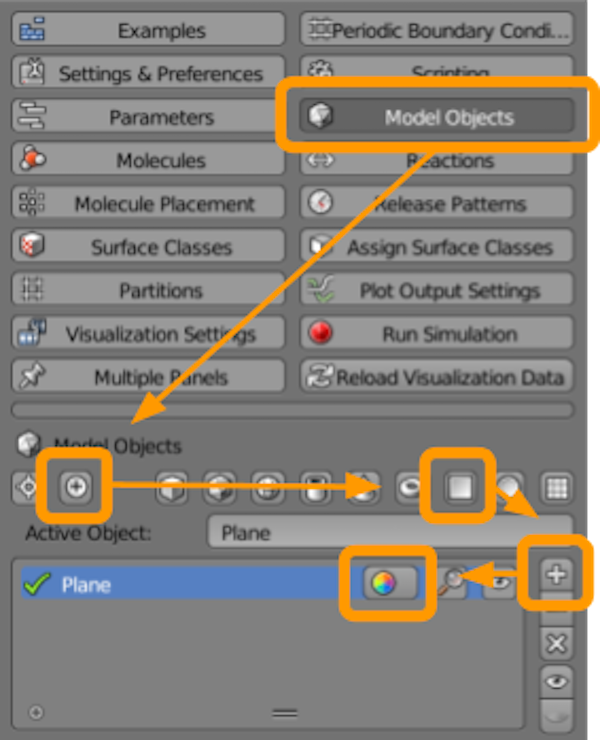 Examples
Periodic Boundary Condi...
Settings & Preferences
Scripting
Parameters
Model Objects
Molecules
Reactions
Molecule Placement
Release Patterns
Surface Classes
Assign Surface Classes
Partitions
Plot Output Settings
Visualization Settings
Run Simulation
Multiple Panels
Reload Visualization Data
Model Objects
Active Object:
Plane
Plane